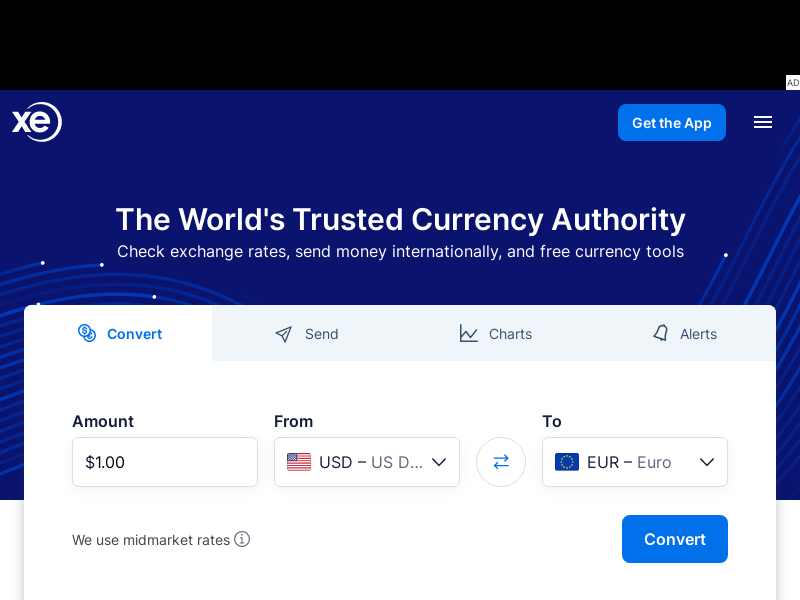 AD
xe
Get the App
The World's Trusted Currency Authority
Check exchange rates, send money internationally, and free currency tools
Convert
Send
Charts
Alerts
Amount
From
To
$1.00
USD – US D...
EUR – Euro
We use midmarket rates
Convert